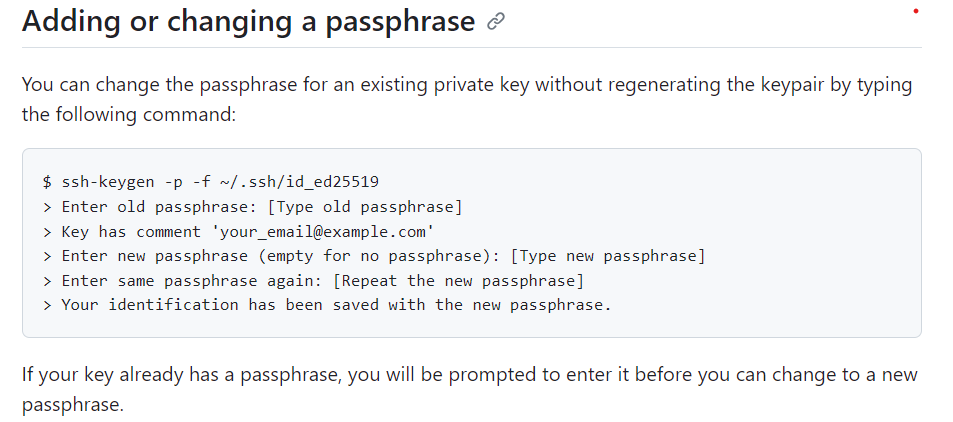 Adding or changing a passphrase
You can change the passphrase for an existing private key without regenerating the keypair by typing
the following command:
$ ssh-keygen -p -f ~/.ssh/id_ed25519
> Enter old passphrase: [Type old passphrase]
> Key has comment 'your_email@example.com'
> Enter new passphrase (empty for no passphrase): [Type new passphrase]
> Enter same passphrase again: [Repeat the new passphrase]
> Your identification has been saved with the new passphrase.
If your key already has a passphrase, you will be prompted to enter it before you can change to a new
passphrase.